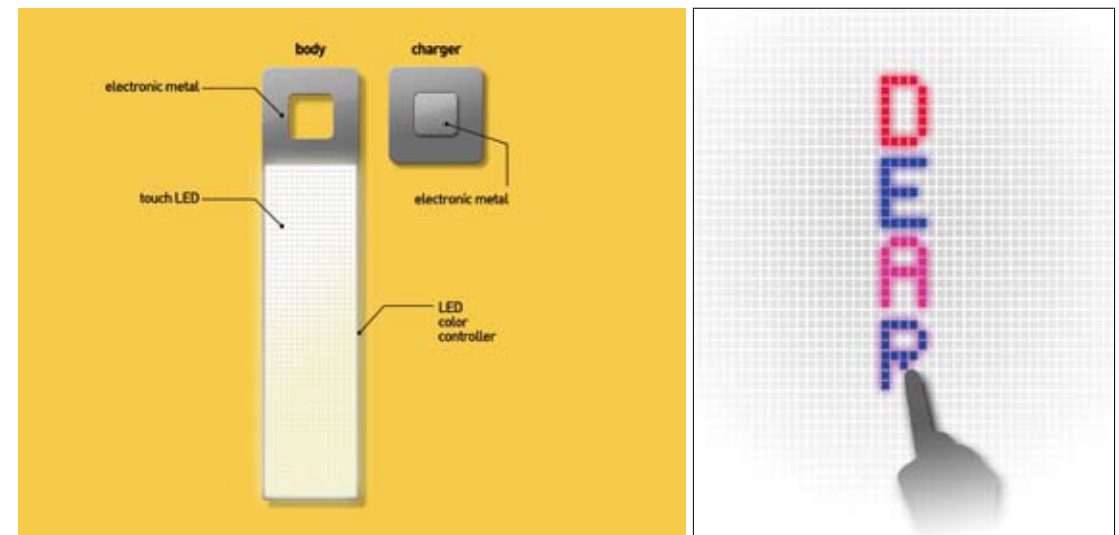 body
charger
electronic metal
touch LED
electronic metal
LED
color
controller
D
E
A
R